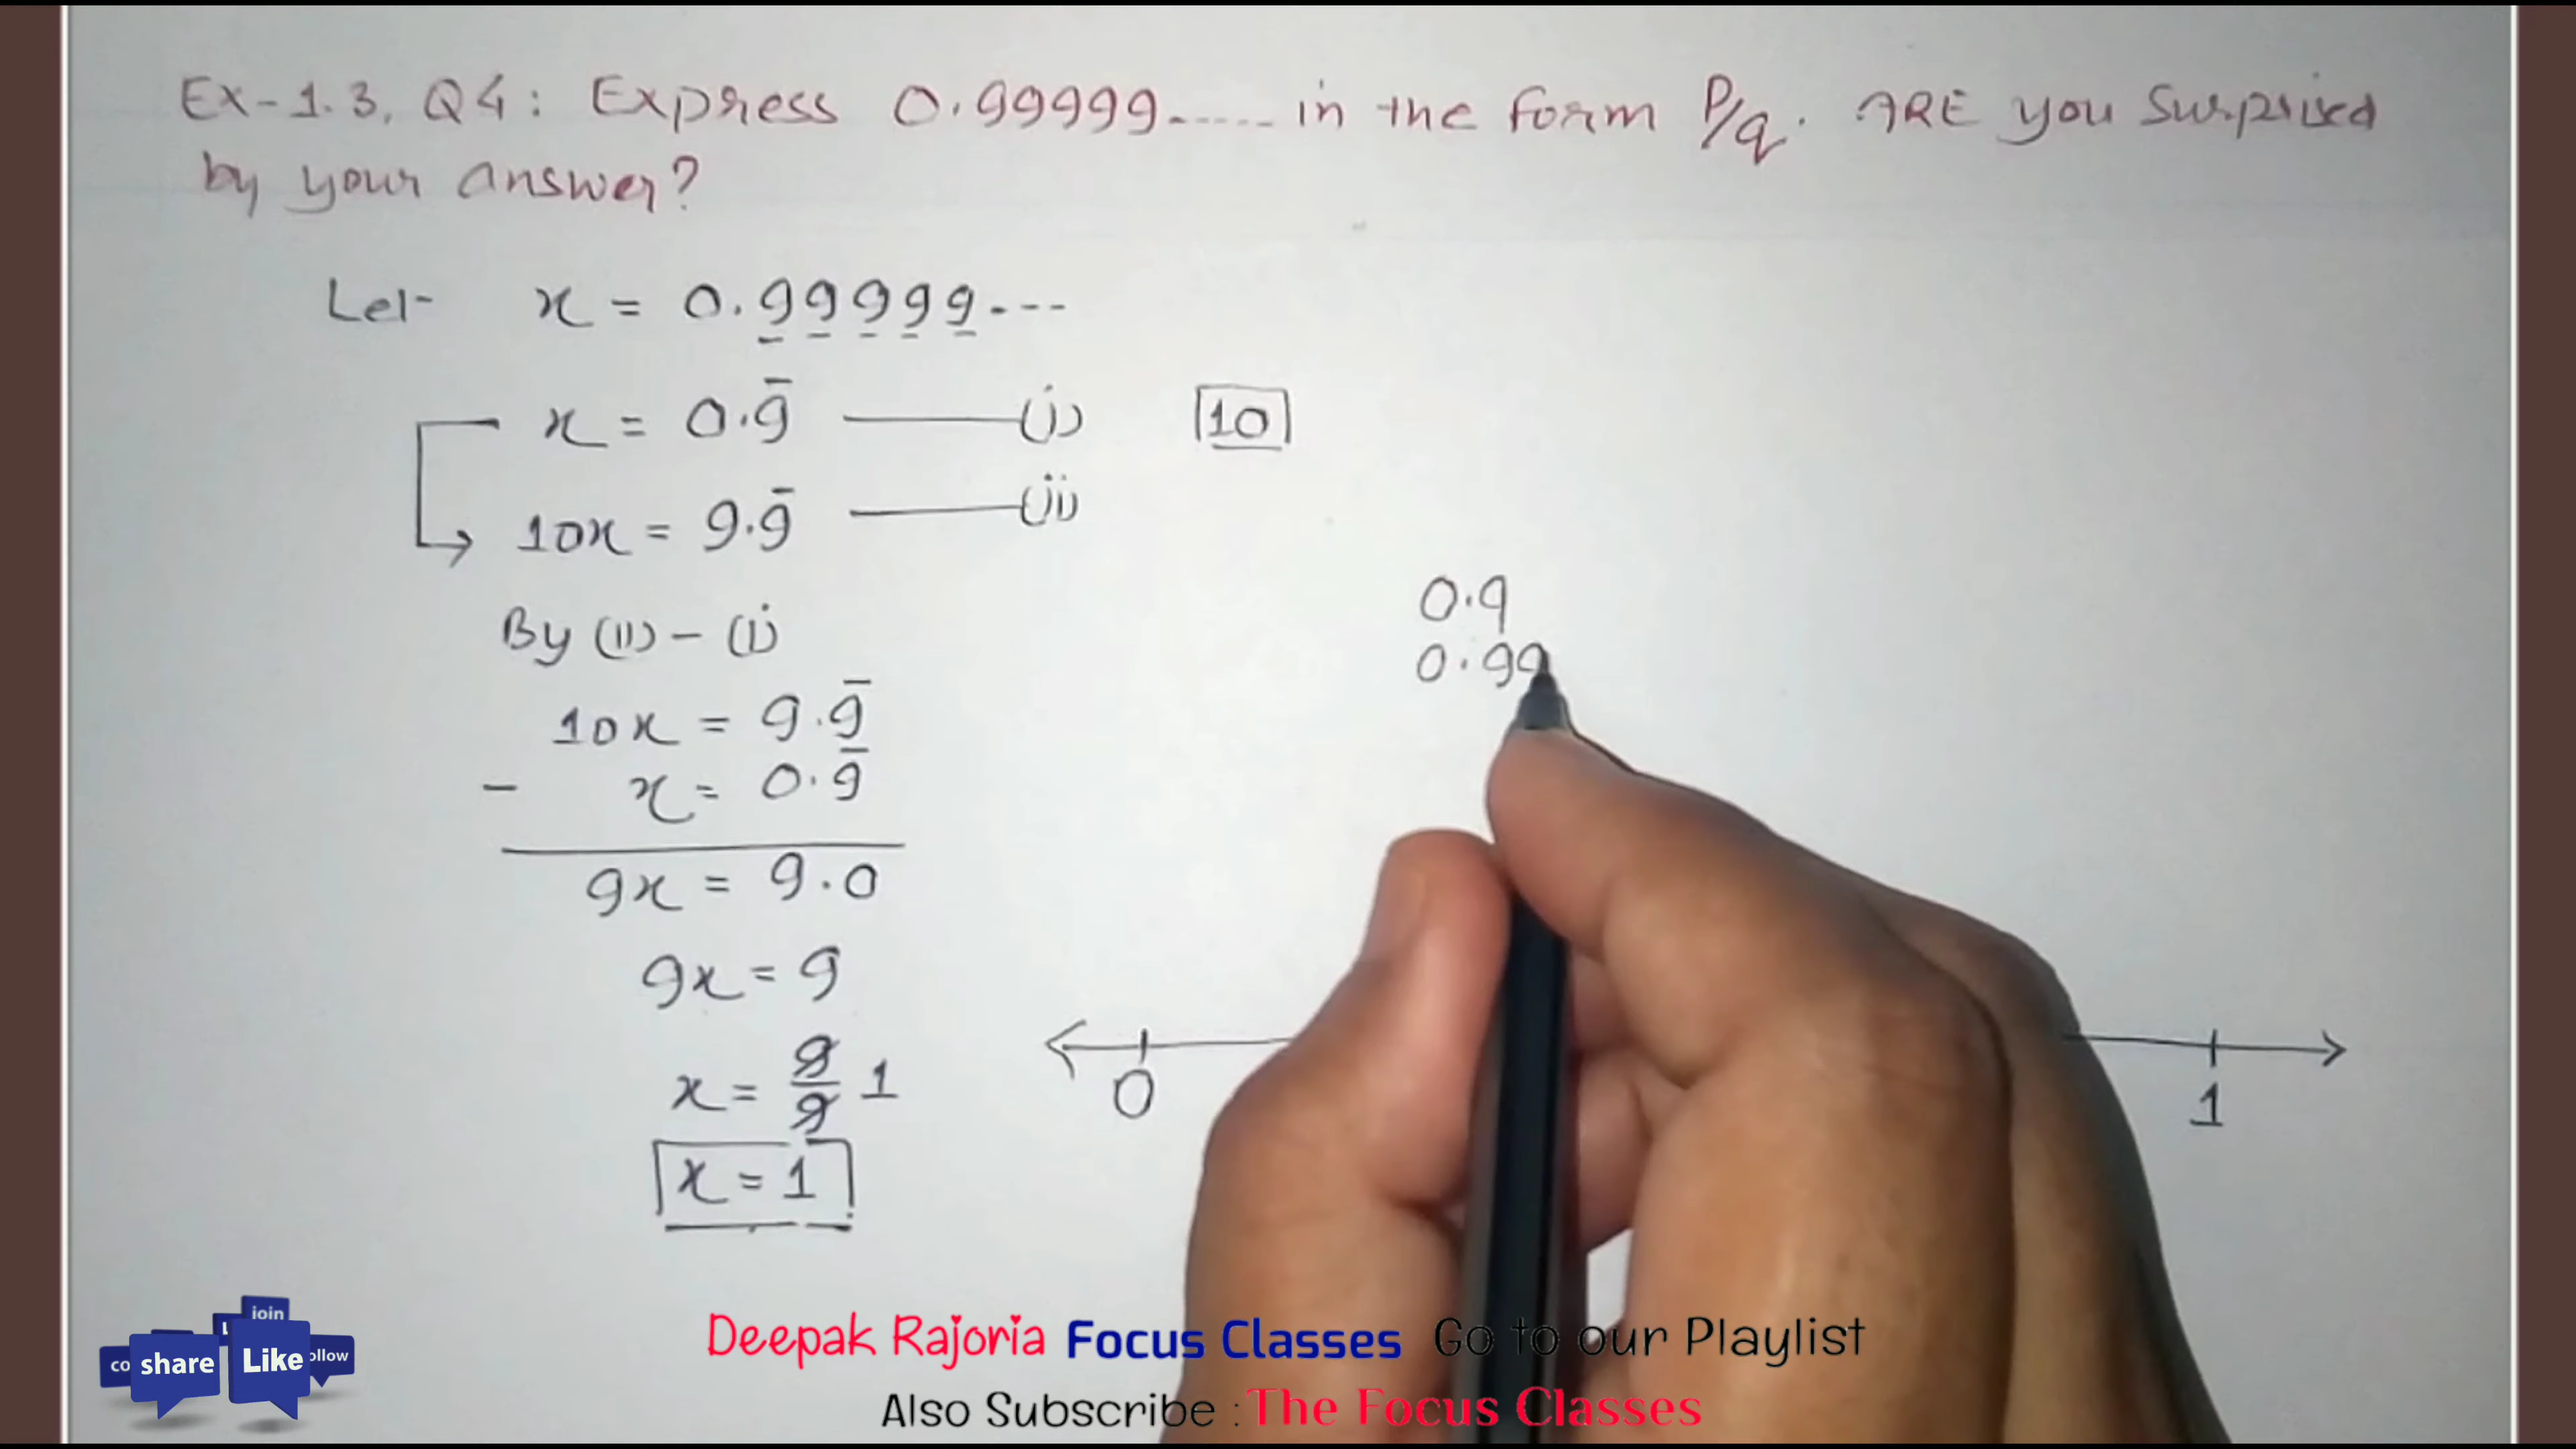 Ex-1.3, Q4: Express 0.99999...... in the form P/q. ARE you surprised
by your answer?
Let x = 0.99999----
x = 0.9̅ ———(i) 10
10x = 9.9̅ ———(ii)
By (ii) - (i)
10x = 9.9̅
- x = 0.9̅
9x = 9.0
9x = 9
x = 9/9 1
x = 1
0.9
0.99
0 1
join
co share Like ollow
Deepak Rajoria Focus Classes Go to our Playlist
Also Subscribe : The Focus Classes